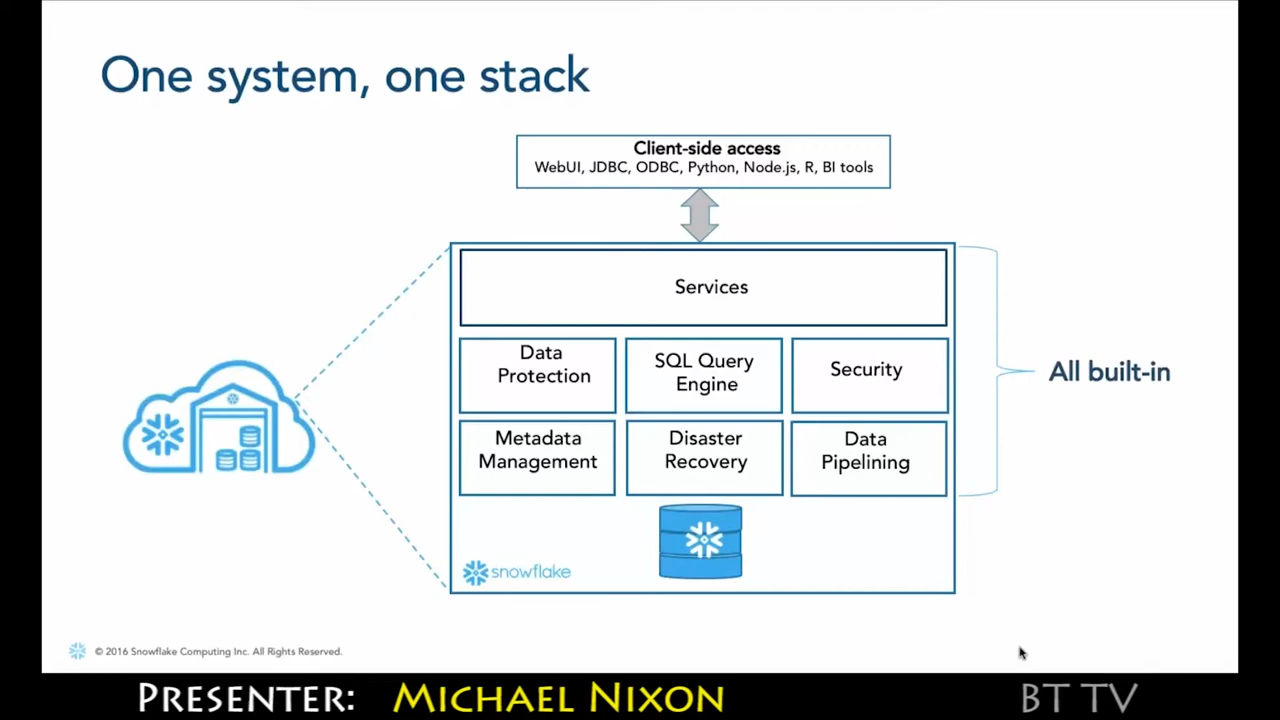 One system, one stack
Client-side access
WebUI, JDBC, ODBC, Python, Node.js, R, BI tools
Services
Data
Protection
SQL Query
Engine
Security
Metadata
Management
Disaster
Recovery
Data
Pipelining
All built-in
snowflake
© 2016 Snowflake Computing Inc. All Rights Reserved.
PRESENTER: MICHAEL NIXON
BT TV